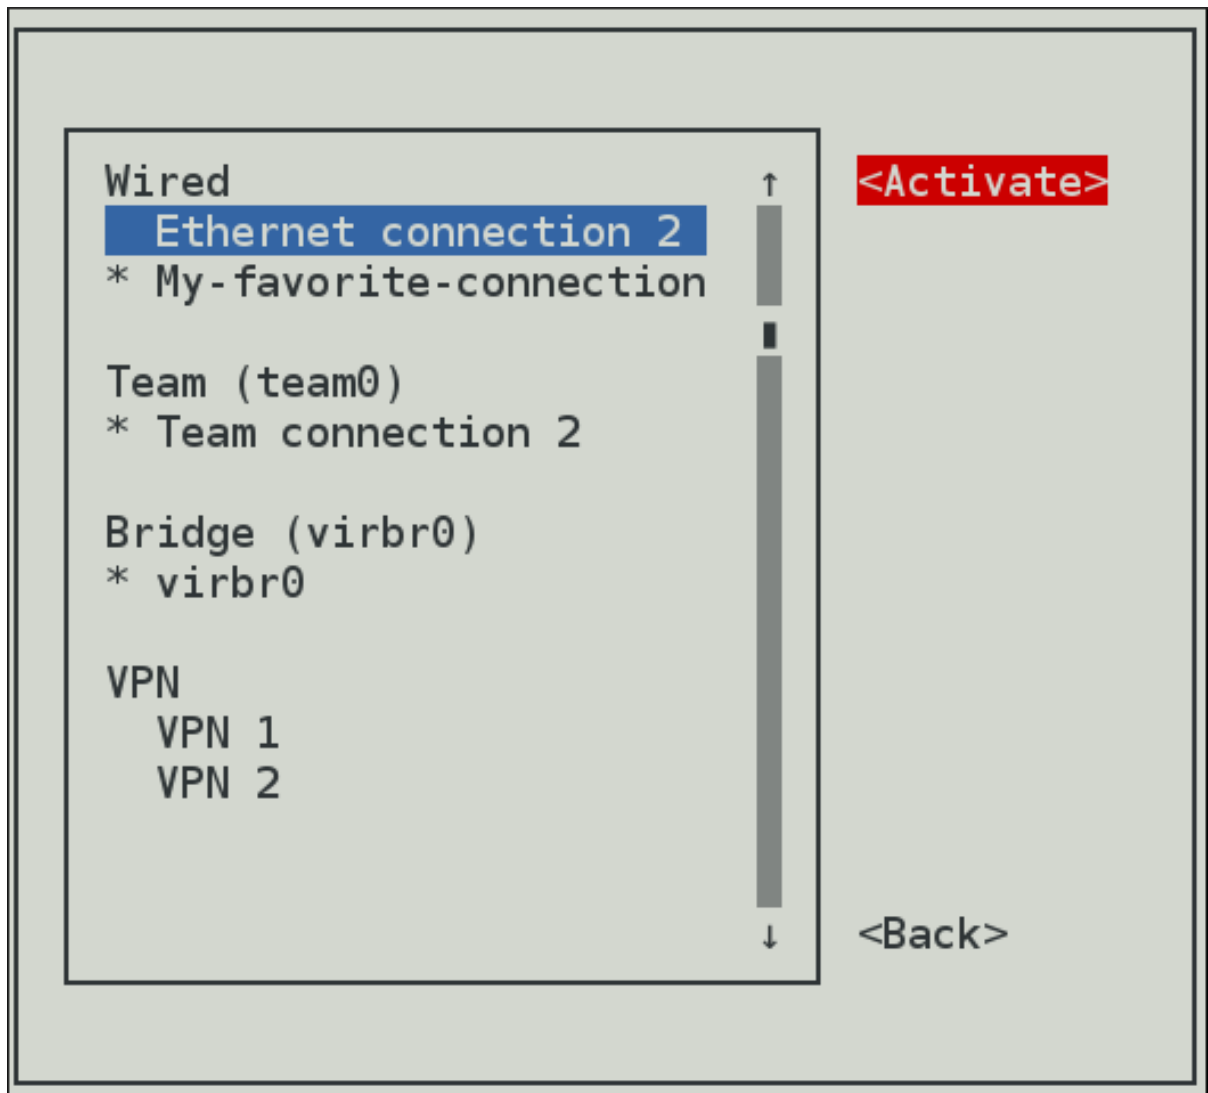 Wired
Ethernet connection 2
* My-favorite-connection
Team (team0)
* Team connection 2
Bridge (virbr0)
* virbr0
VPN
VPN 1
VPN 2
↑
↓
<Activate>
<Back>